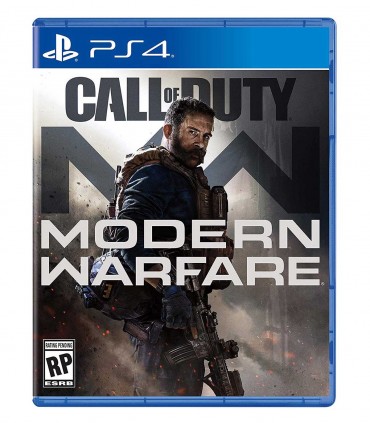 PS4
CALL OF DUTY
MODERN
WARFARE
RATING PENDING
RP
ESRB